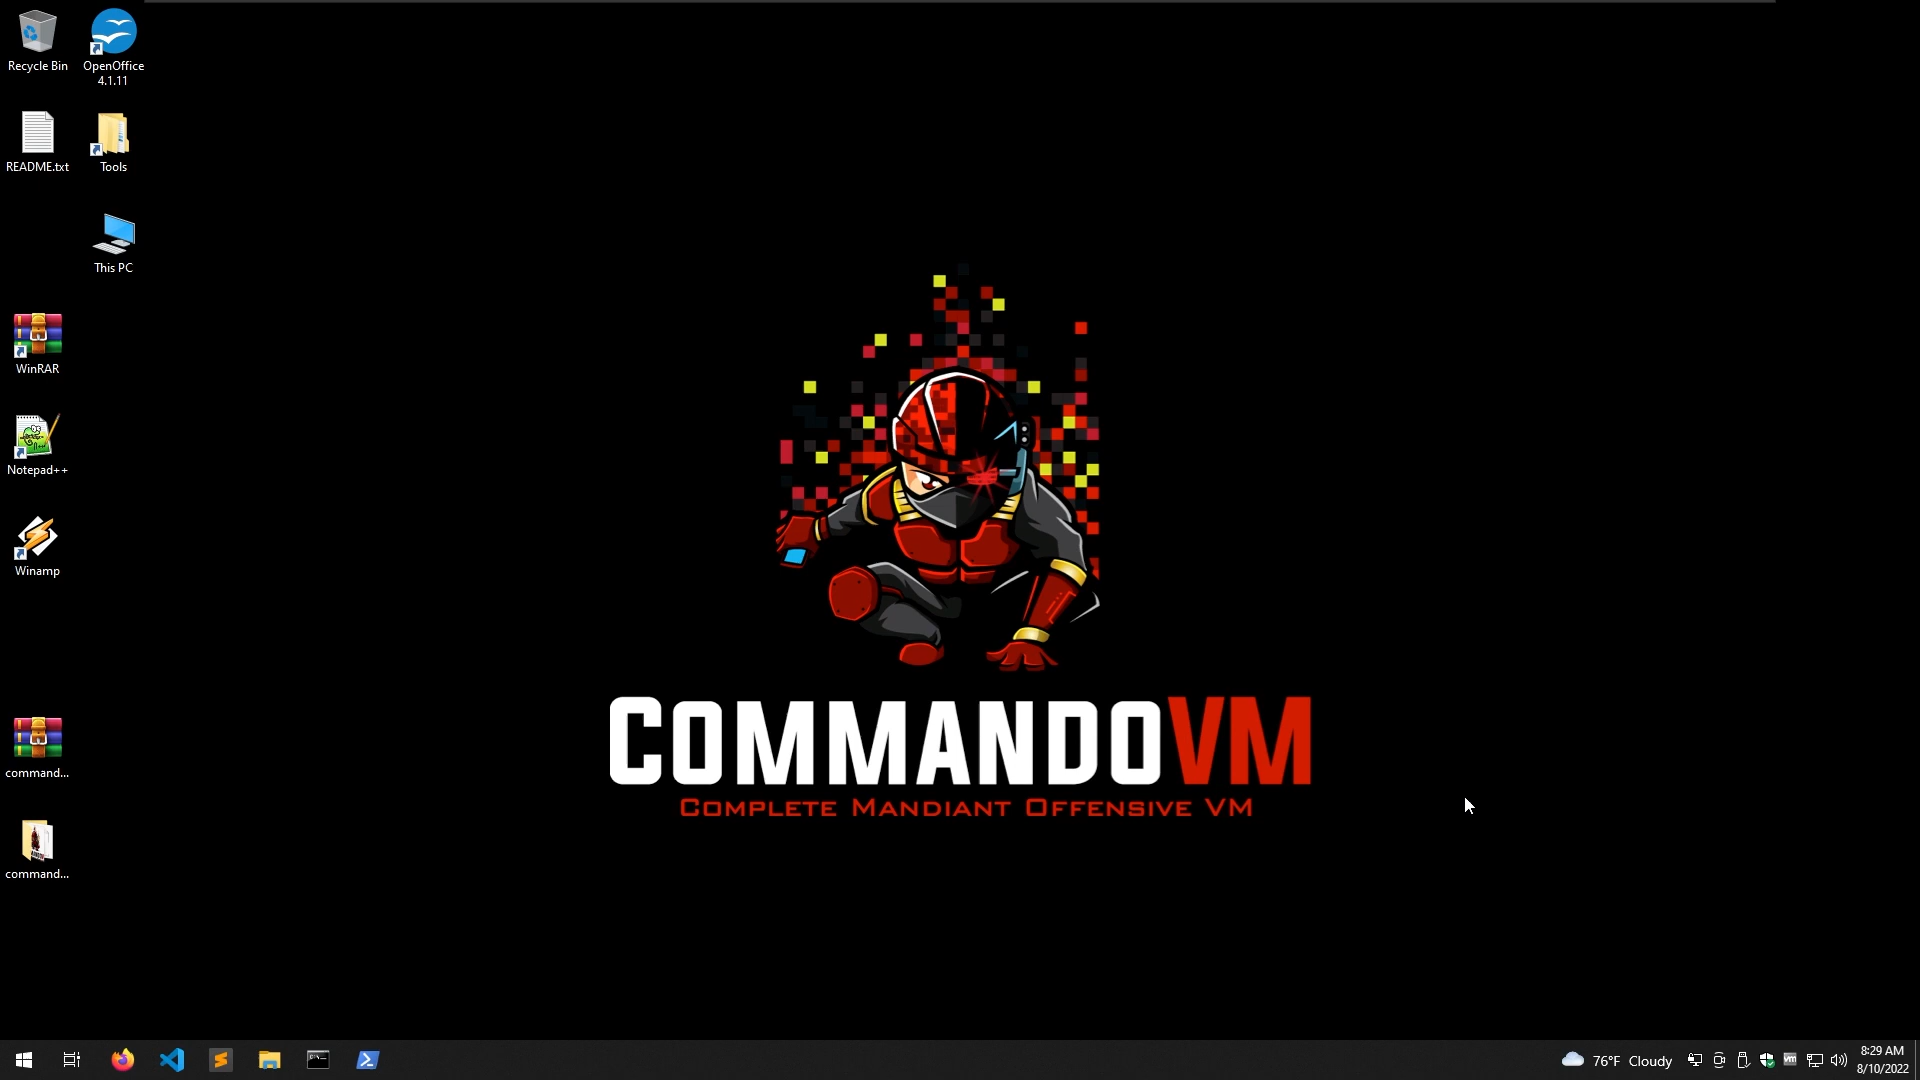 Recycle Bin
OpenOffice
4.1.11
README.txt
Tools
This PC
WinRAR
Notepad++
Winamp
command...
command...
COMMANDOVM
COMPLETE MANDIANT OFFENSIVE VM
76°F Cloudy
vm
8:29 AM
8/10/2022